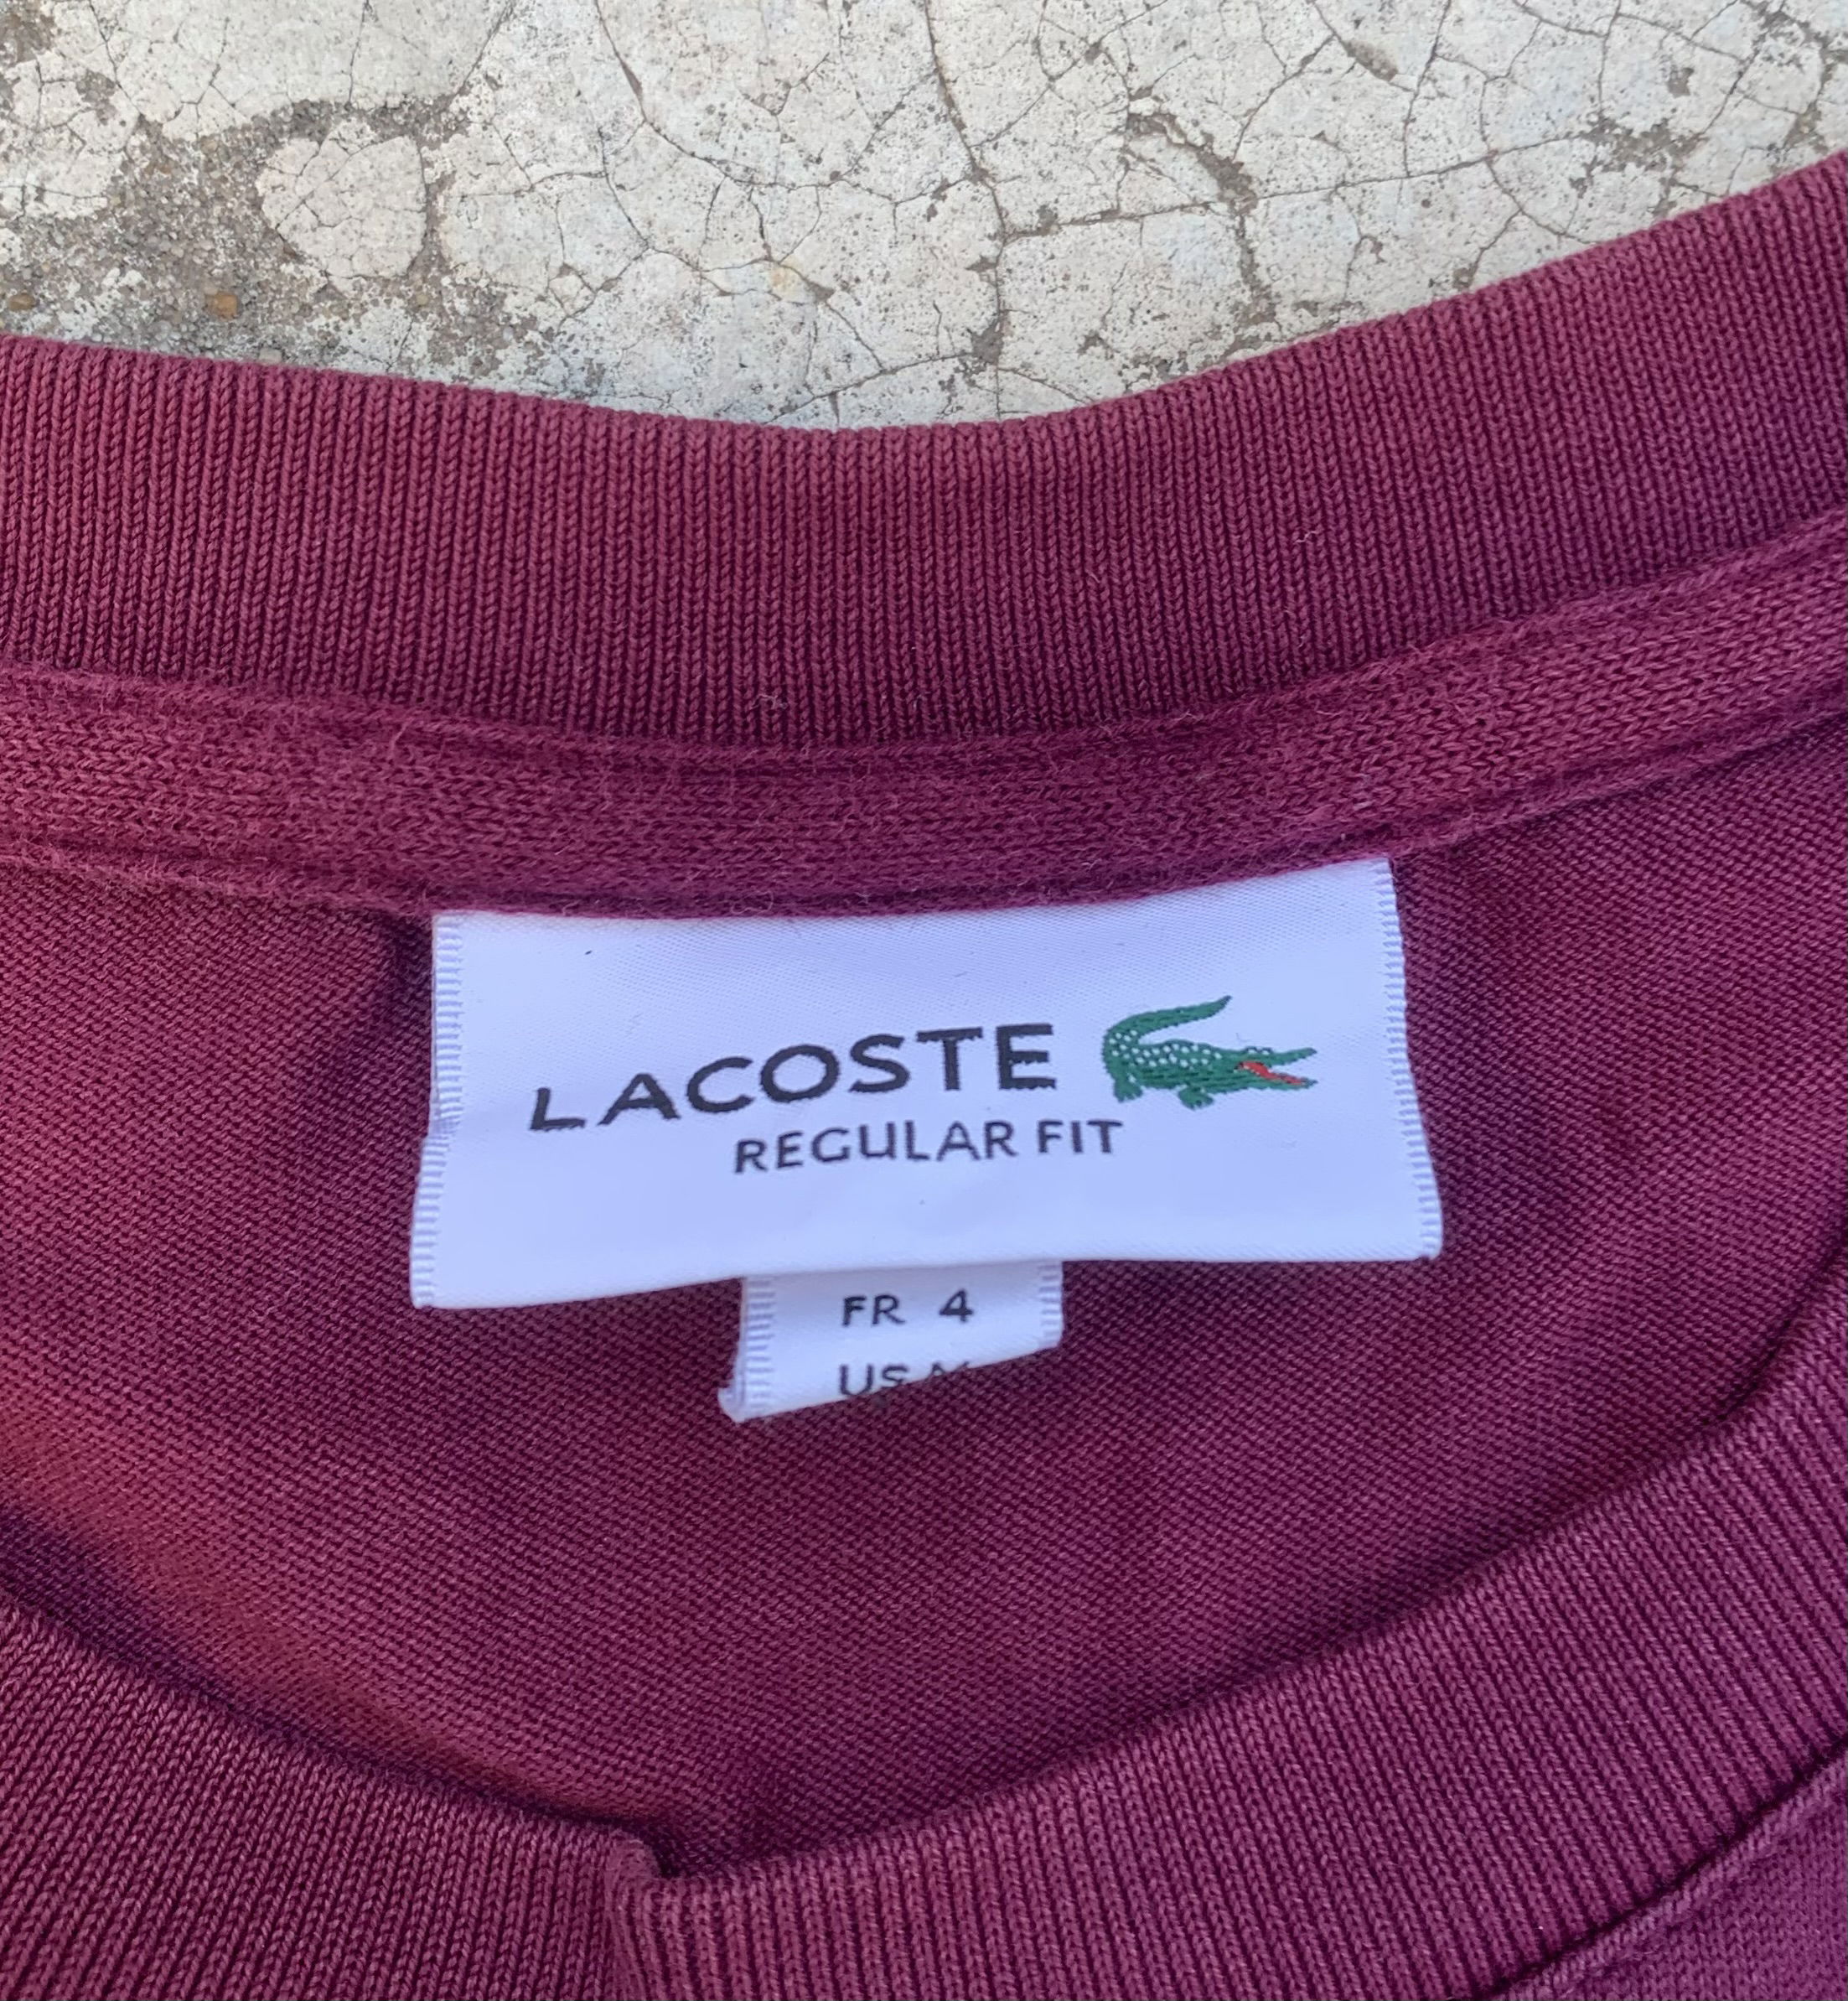 LACOSTE
REGULAR FIT
FR 4
US